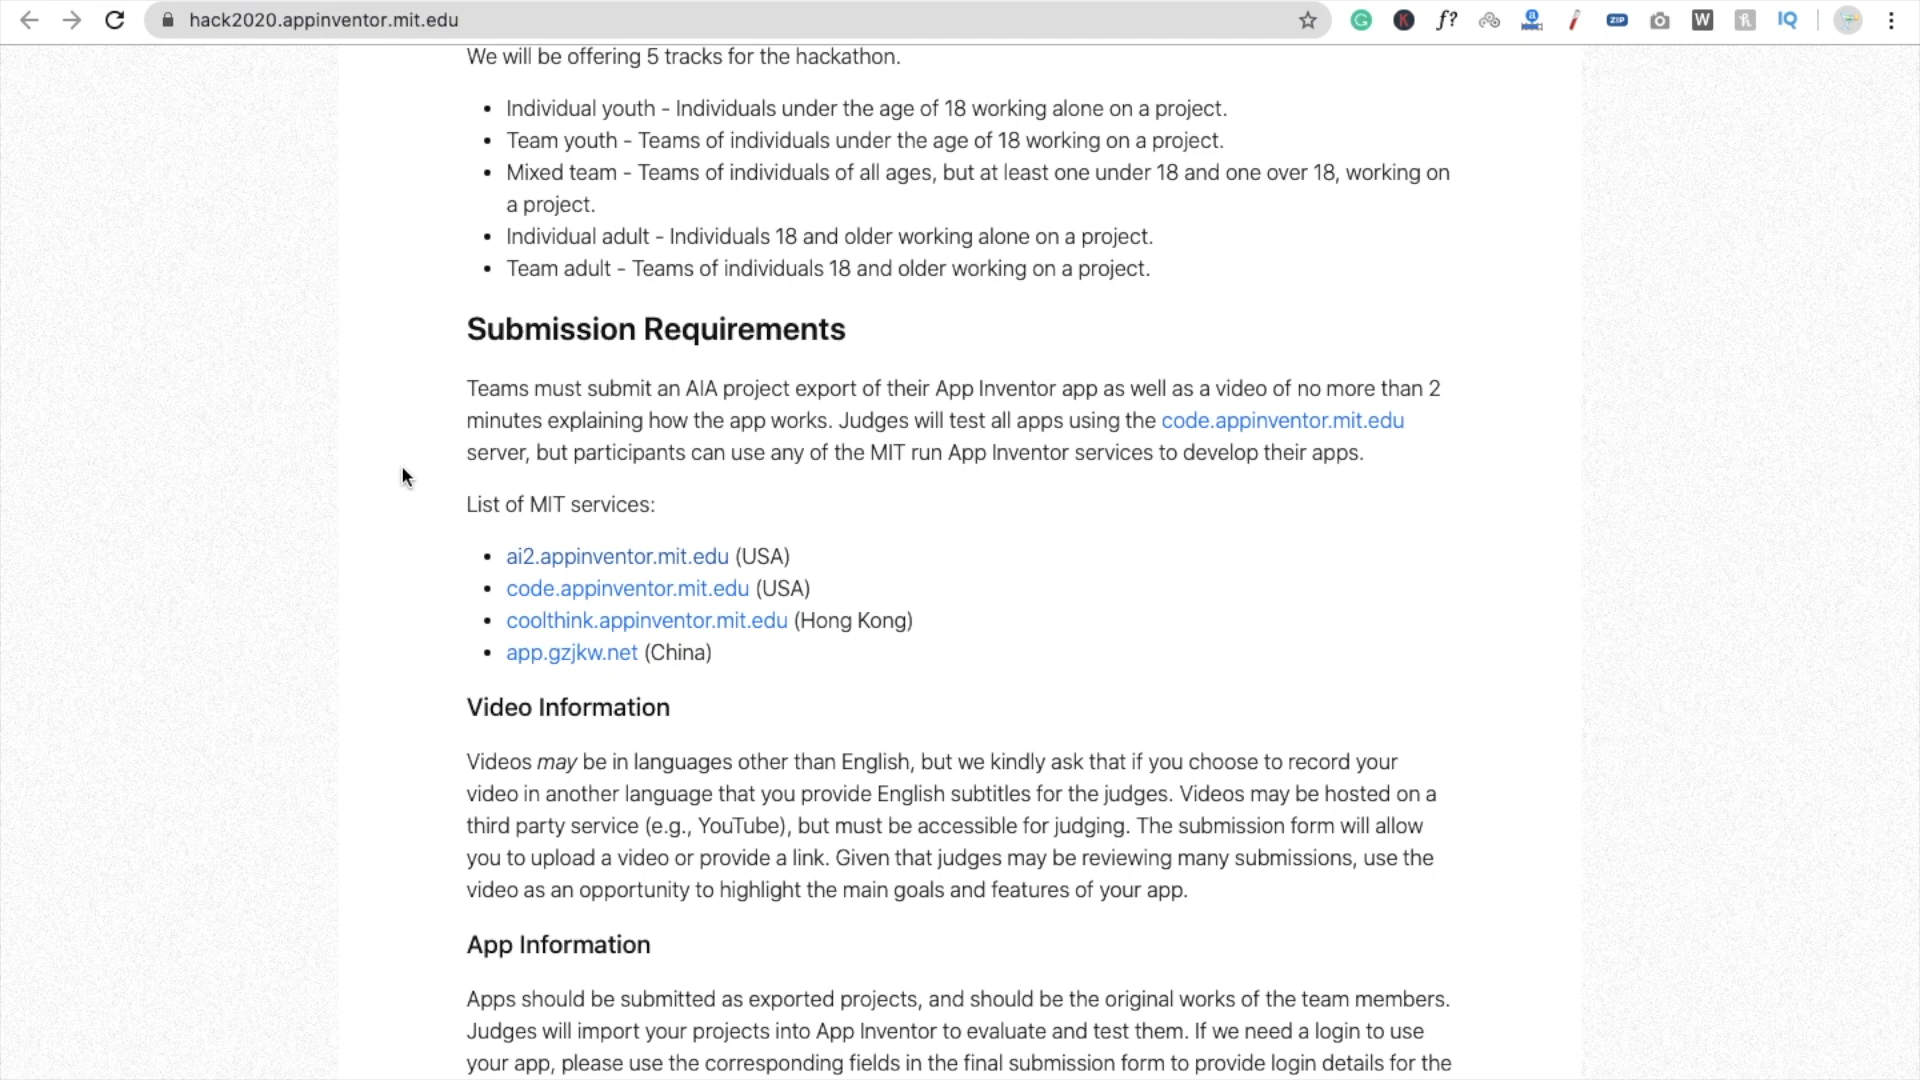 hack2020.appinventor.mit.edu
f?
ZIP
W
IQ
We will be offering 5 tracks for the hackathon.
• Individual youth - Individuals under the age of 18 working alone on a project.
• Team youth - Teams of individuals under the age of 18 working on a project.
• Mixed team - Teams of individuals of all ages, but at least one under 18 and one over 18, working on
a project.
• Individual adult - Individuals 18 and older working alone on a project.
• Team adult - Teams of individuals 18 and older working on a project.
Submission Requirements
Teams must submit an AIA project export of their App Inventor app as well as a video of no more than 2
minutes explaining how the app works. Judges will test all apps using the code.appinventor.mit.edu
server, but participants can use any of the MIT run App Inventor services to develop their apps.
List of MIT services:
• ai2.appinventor.mit.edu (USA)
• code.appinventor.mit.edu (USA)
• coolthink.appinventor.mit.edu (Hong Kong)
• app.gzjkw.net (China)
Video Information
Videos may be in languages other than English, but we kindly ask that if you choose to record your
video in another language that you provide English subtitles for the judges. Videos may be hosted on a
third party service (e.g., YouTube), but must be accessible for judging. The submission form will allow
you to upload a video or provide a link. Given that judges may be reviewing many submissions, use the
video as an opportunity to highlight the main goals and features of your app.
App Information
Apps should be submitted as exported projects, and should be the original works of the team members.
Judges will import your projects into App Inventor to evaluate and test them. If we need a login to use
your app, please use the corresponding fields in the final submission form to provide login details for the